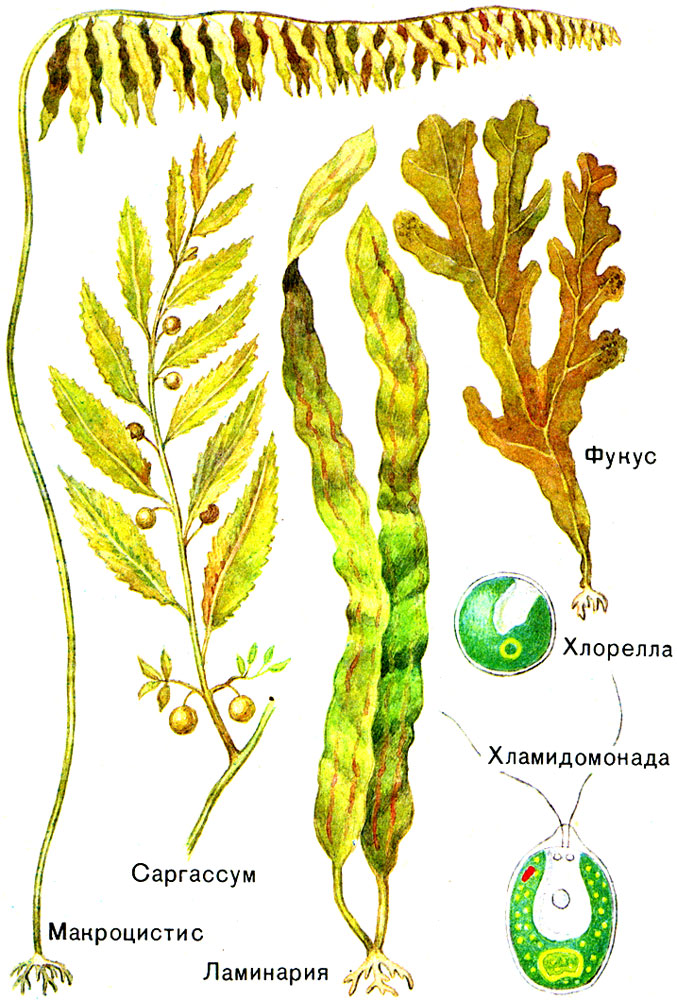 Фукус
Хлорелла
Хламидомонада
Саргассум
Макроцистис
Ламинария